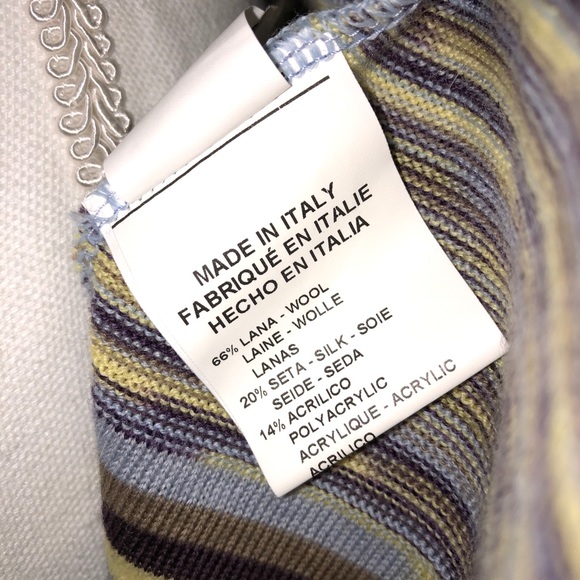 MADE IN ITALY
FABRIQUÉ EN ITALIE
HECHO EN ITALIA
66% LANA - WOOL
LAINE - WOLLE
LANAS
20% SETA - SILK - SOIE
SEIDE - SEDA
14% ACRILICO
POLYACRYLIC
ACRYLIQUE - ACRYLIC
ACRILICO